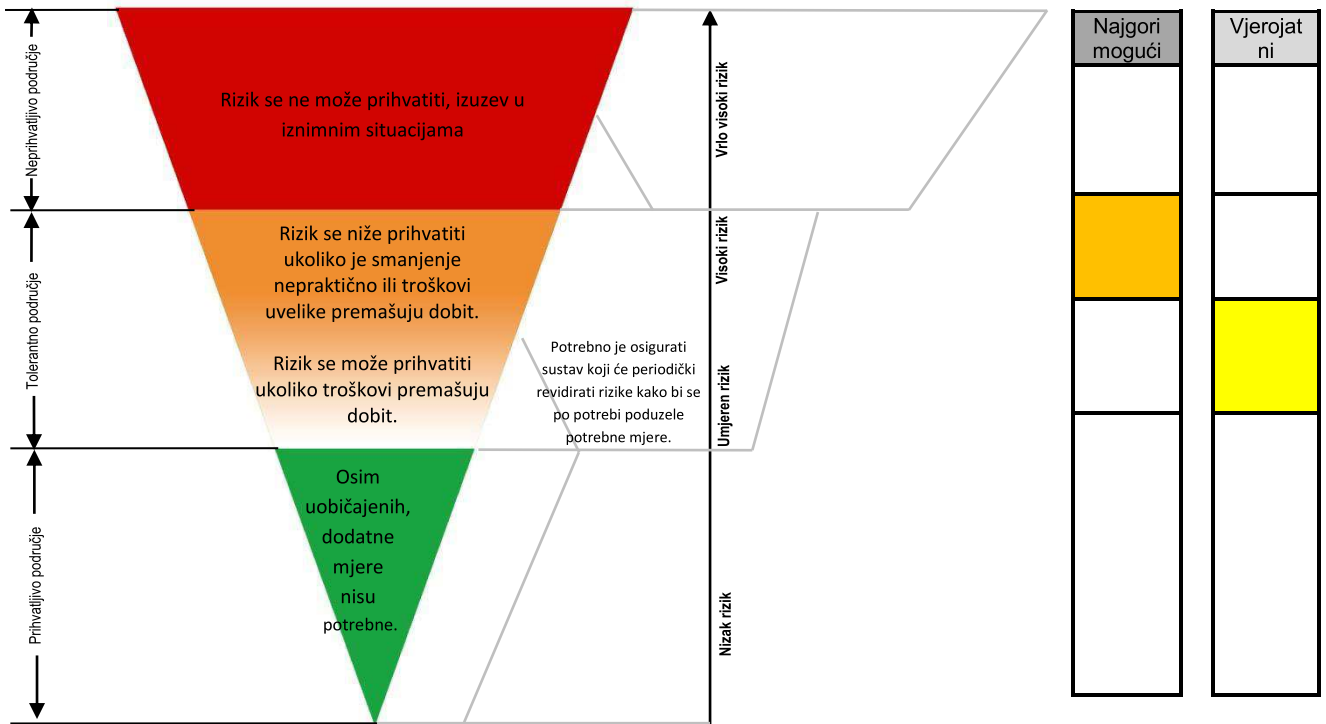 Neprihvatljivo područje
Rizik se ne može prihvatiti, izuzev u
iznimnim situacijama
Vrlo visoki rizik
Najgori
mogući
Vjerojat
ni
Tolerantno područje
Rizik se niže prihvatiti
ukoliko je smanjenje
nepraktično ili troškovi
uvelike premašuju dobit.
Rizik se može prihvatiti
ukoliko troškovi premašuju
dobit.
Potrebno je osigurati
sustav koji će periodički
revidirati rizike kako bi se
po potrebi poduzele
potrebne mjere.
Visoki rizik
Umjeren rizik
Prihvatljivo područje
Osim
uobičajenih,
dodatne
mjere
nisu
potrebne.
Nizak rizik